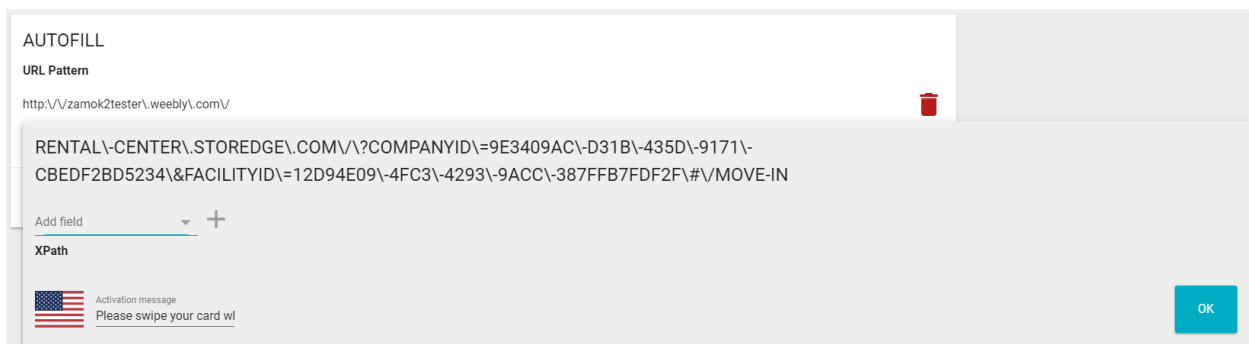 AUTOFILL
URL Pattern
http:\/\/zamok2tester\.weebly\.com\/
RENTAL\-CENTER\.STOREDGE\.COM\/\?COMPANYID\=9E3409AC\-D31B\-435D\-9171\-
CBEDF2BD5234\&FACILITYID\=12D94E09\-4FC3\-4293\-9ACC\-387FFB7FDF2F\#\/MOVE-IN
Add field
XPath
Activation message
Please swipe your card wl
OK